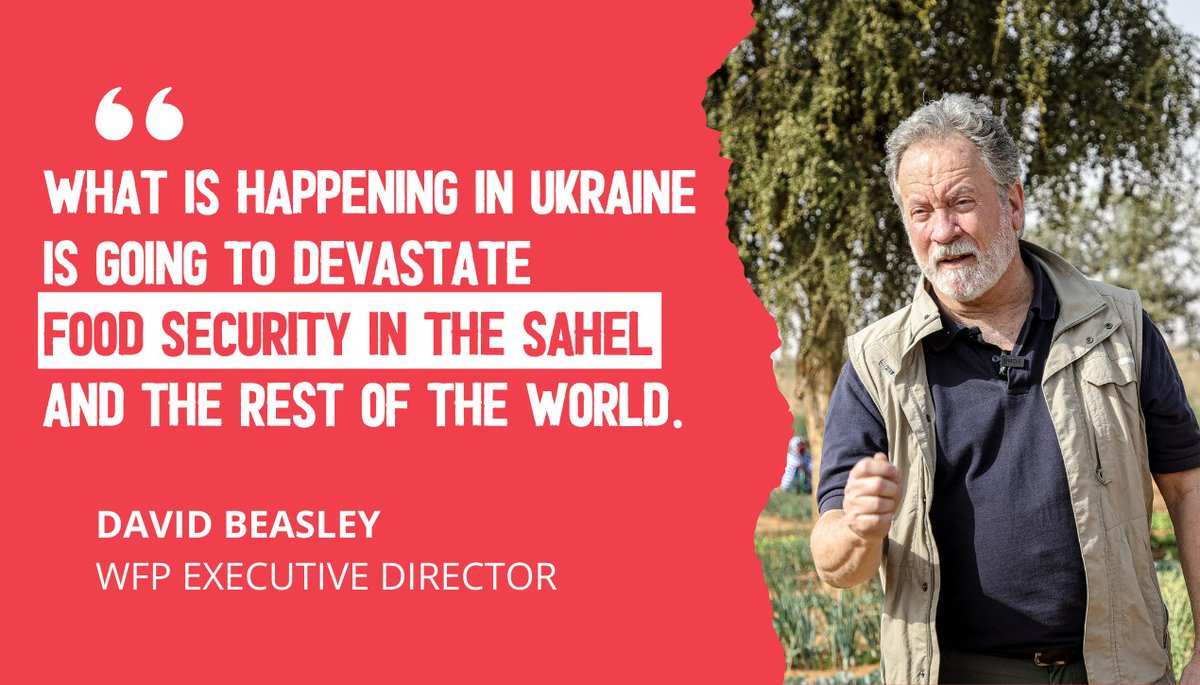 “
WHAT IS HAPPENING IN UKRAINE
IS GOING TO DEVASTATE
FOOD SECURITY IN THE SAHEL
AND THE REST OF THE WORLD.
DAVID BEASLEY
WFP EXECUTIVE DIRECTOR